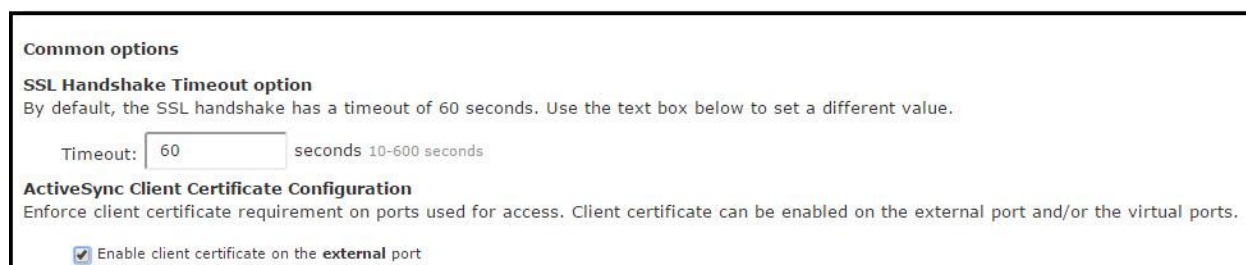 Common options
SSL Handshake Timeout option
By default, the SSL handshake has a timeout of 60 seconds. Use the text box below to set a different value.
Timeout: 60 seconds 10-600 seconds
ActiveSync Client Certificate Configuration
Enforce client certificate requirement on ports used for access. Client certificate can be enabled on the external port and/or the virtual ports.
Enable client certificate on the external port